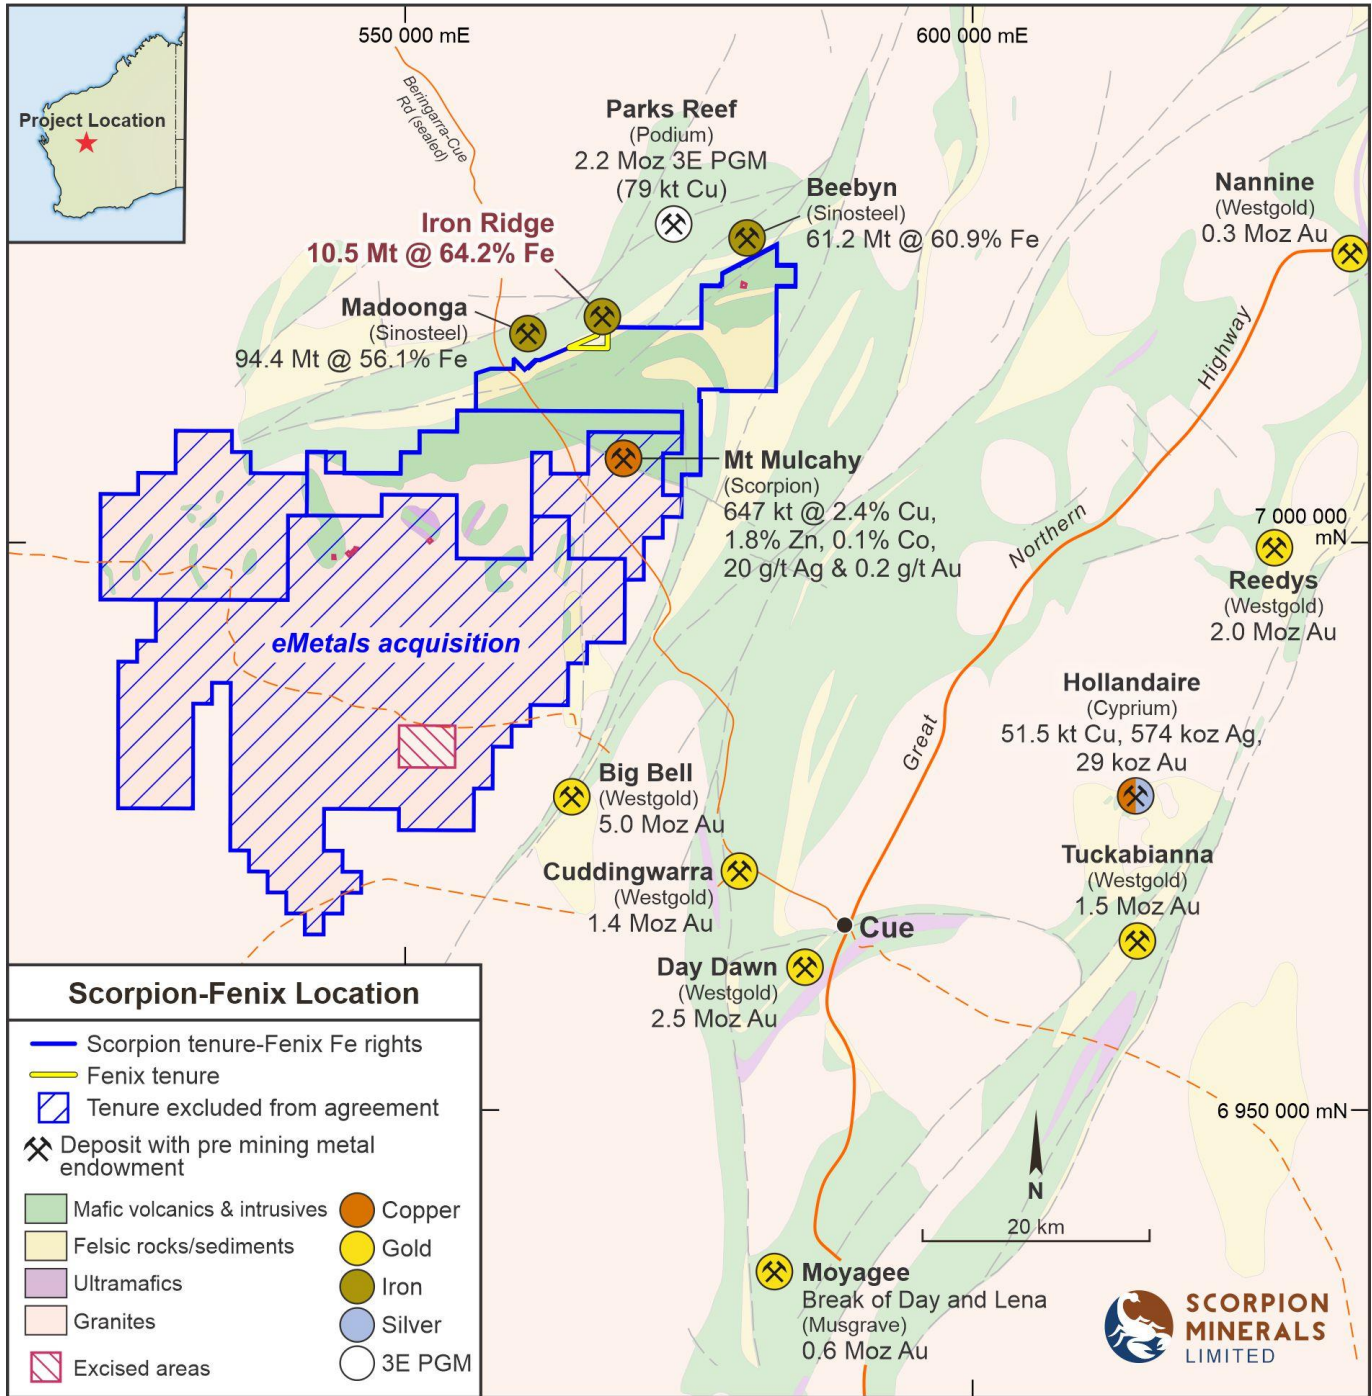 550 000 mE
600 000 mE
Project Location
Beringarra-Cue
Rd (sealed)
Parks Reef
(Podium)
2.2 Moz 3E PGM
(79 kt Cu)
Beebyn
(Sinosteel)
61.2 Mt @ 60.9% Fe
Nannine
(Westgold)
0.3 Moz Au
Iron Ridge
10.5 Mt @ 64.2% Fe
Madoonga
(Sinosteel)
94.4 Mt @ 56.1% Fe
Highway
Mt Mulcahy
(Scorpion)
647 kt @ 2.4% Cu,
1.8% Zn, 0.1% Co,
20 g/t Ag & 0.2 g/t Au
Northern
7 000 000
mN
Reedys
(Westgold)
2.0 Moz Au
eMetals acquisition
Hollandaire
(Cyprium)
51.5 kt Cu, 574 koz Ag,
29 koz Au
Great
Big Bell
(Westgold)
5.0 Moz Au
Cuddingwarra
(Westgold)
1.4 Moz Au
Tuckabianna
(Westgold)
1.5 Moz Au
Cue
Day Dawn
(Westgold)
2.5 Moz Au
6 950 000 mN
N
20 km
Moyagee
Break of Day and Lena
(Musgrave)
0.6 Moz Au
Scorpion-Fenix Location
Scorpion tenure-Fenix Fe rights
Fenix tenure
Tenure excluded from agreement
Deposit with pre mining metal
endowment
Mafic volcanics & intrusives
Felsic rocks/sediments
Ultramafics
Granites
Excised areas
Copper
Gold
Iron
Silver
3E PGM
SCORPION
MINERALS
LIMITED